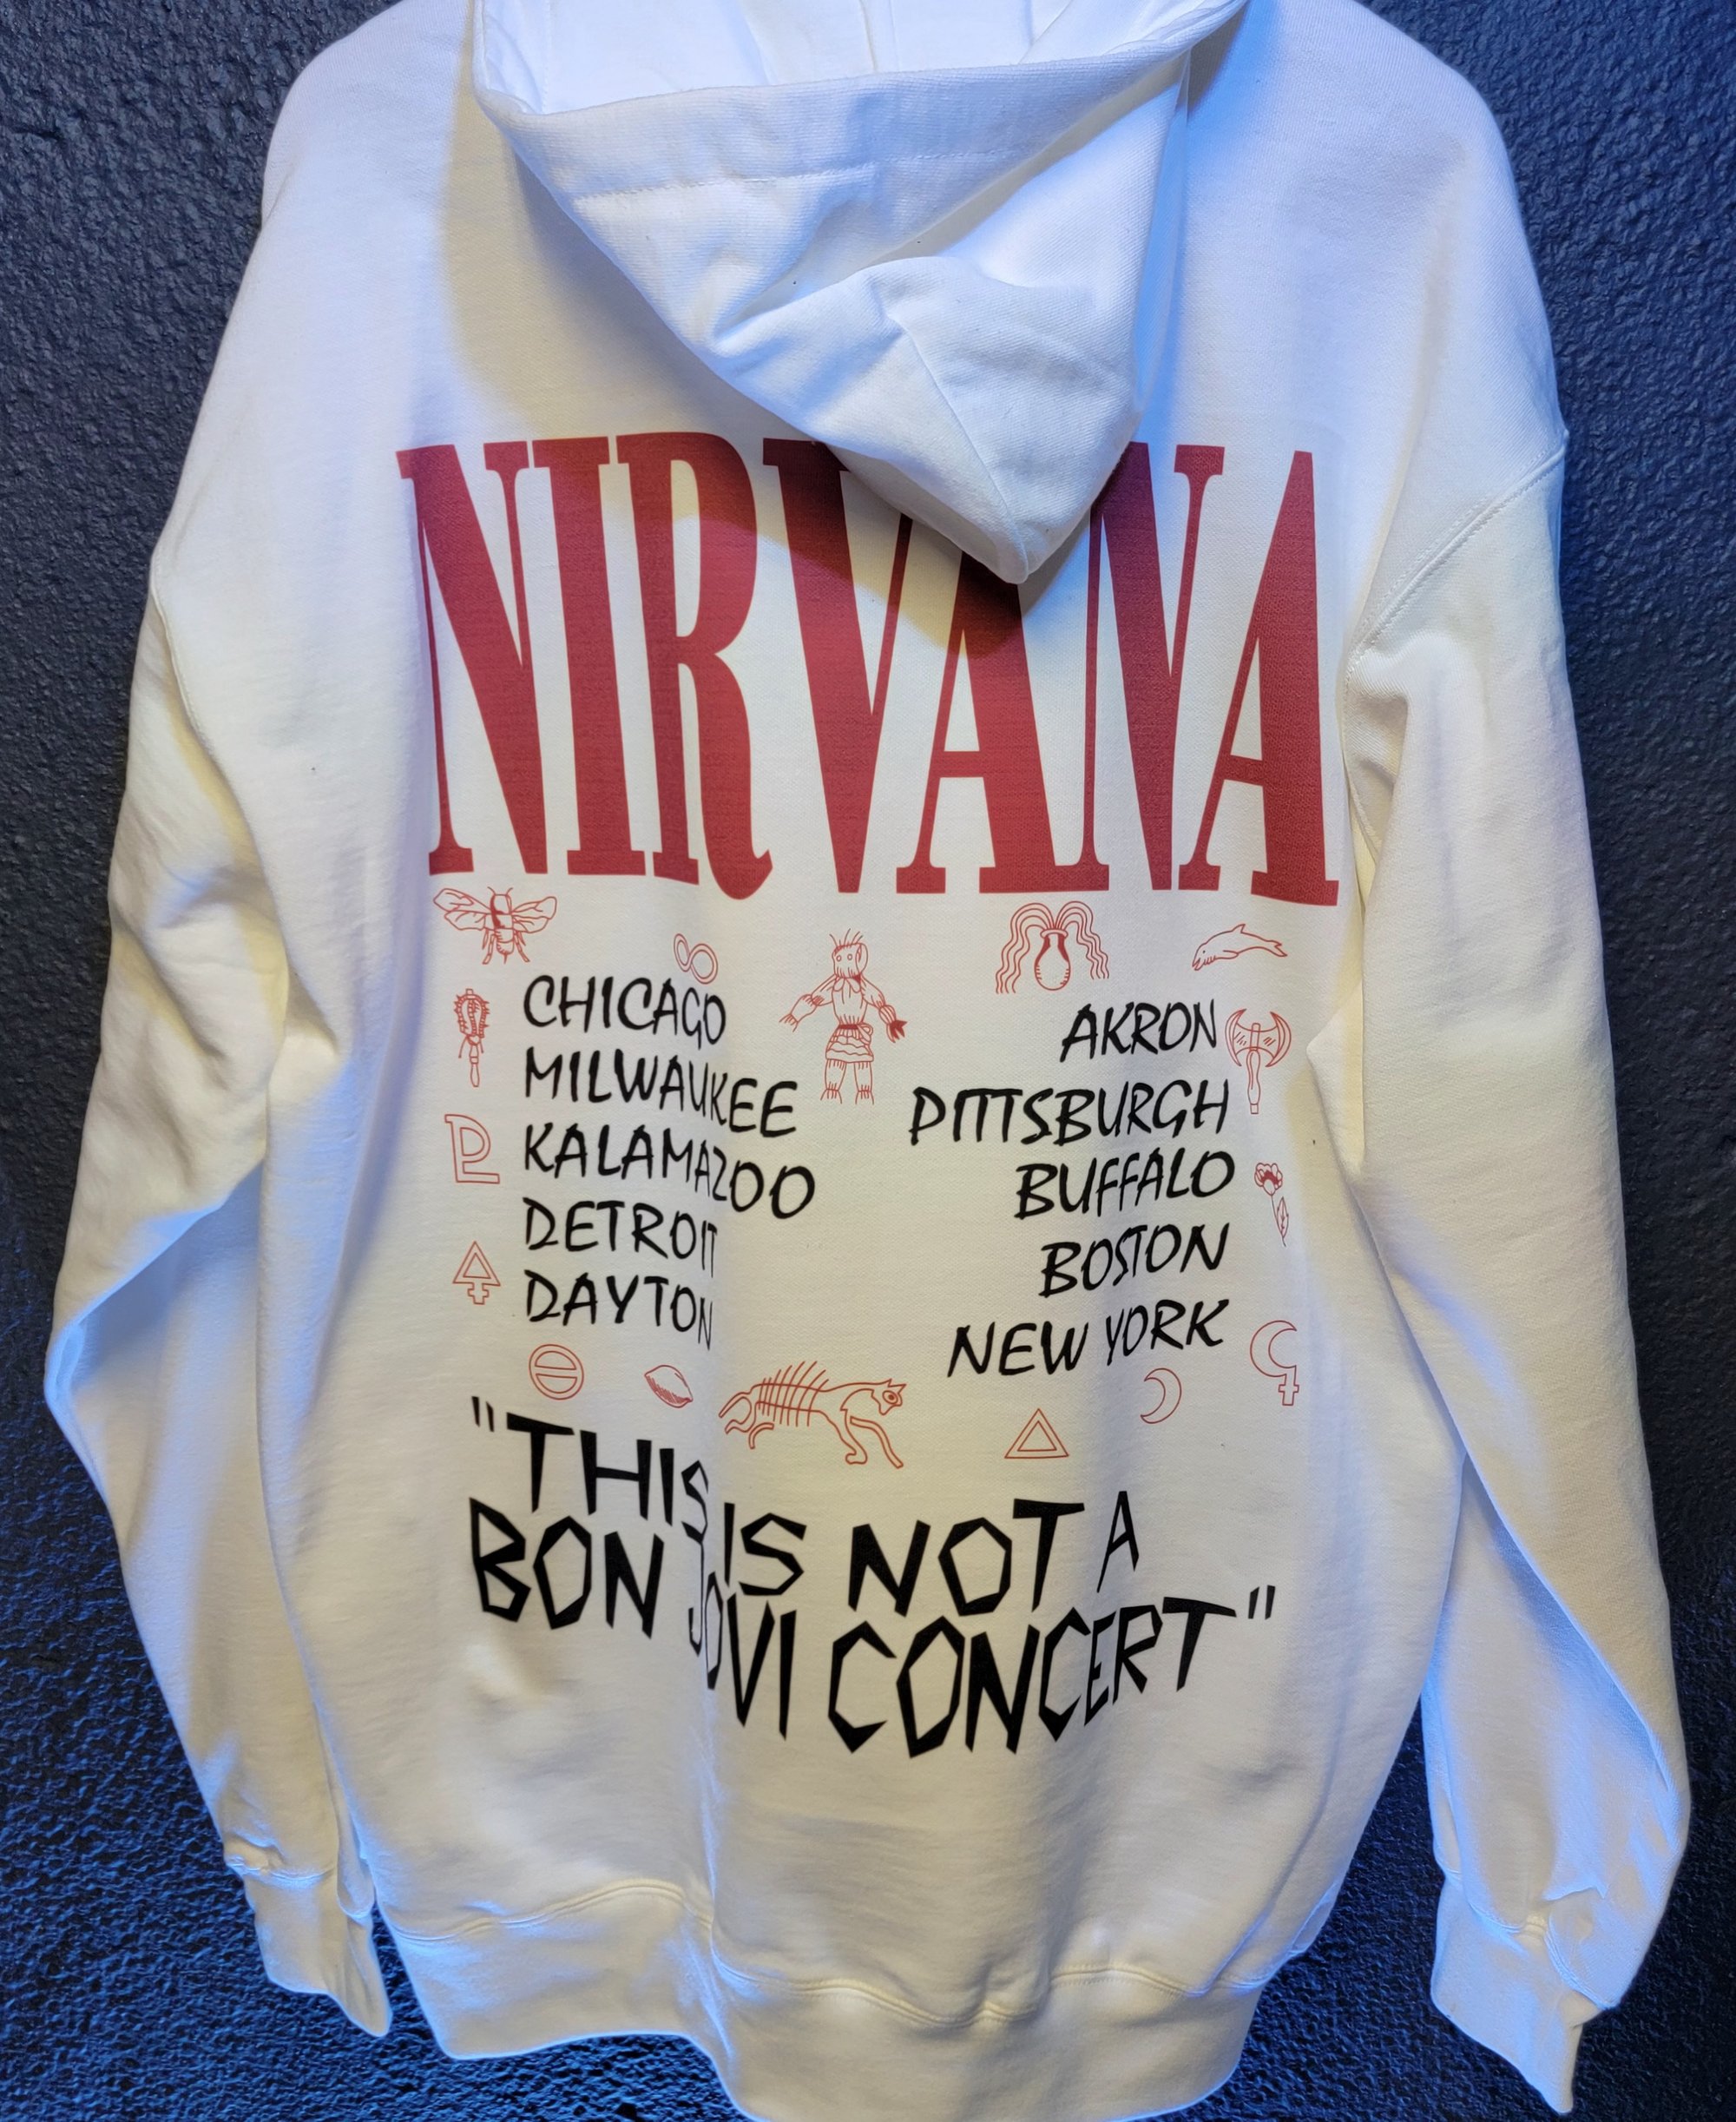 NIRVANA
CHICAGO
MILWAUKEE
KALAMAZOO
DETROIT
DAYTON
AKRON
PITTSBURGH
BUFFALO
BOSTON
NEW YORK
"THIS IS NOT A
BON JOVI CONCERT"